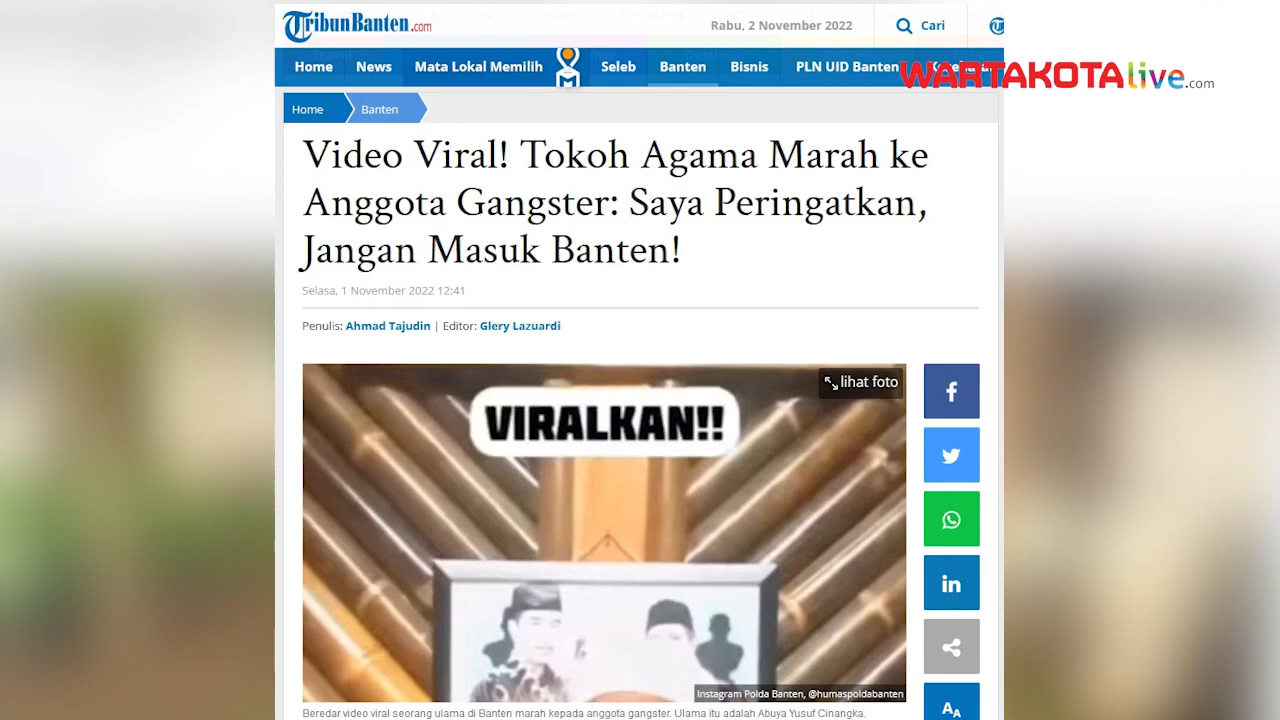 TribunBanten.com
Rabu, 2 November 2022
Cari
Home News Mata Lokal Memilih Seleb Banten Bisnis PLN UID Banten
WARTAKOTAlive.com
Home Banten
Video Viral! Tokoh Agama Marah ke
Anggota Gangster: Saya Peringatkan,
Jangan Masuk Banten!
Selasa, 1 November 2022 12:41
Penulis: Ahmad Tajudin | Editor: Glery Lazuardi
lihat foto
VIRALKAN!!
Instagram Polda Banten, @humaspoldabanten
Beredar video viral seorang ulama di Banten marah kepada anggota gangster. Ulama itu adalah Abuya Yusuf Cinangka.
AA